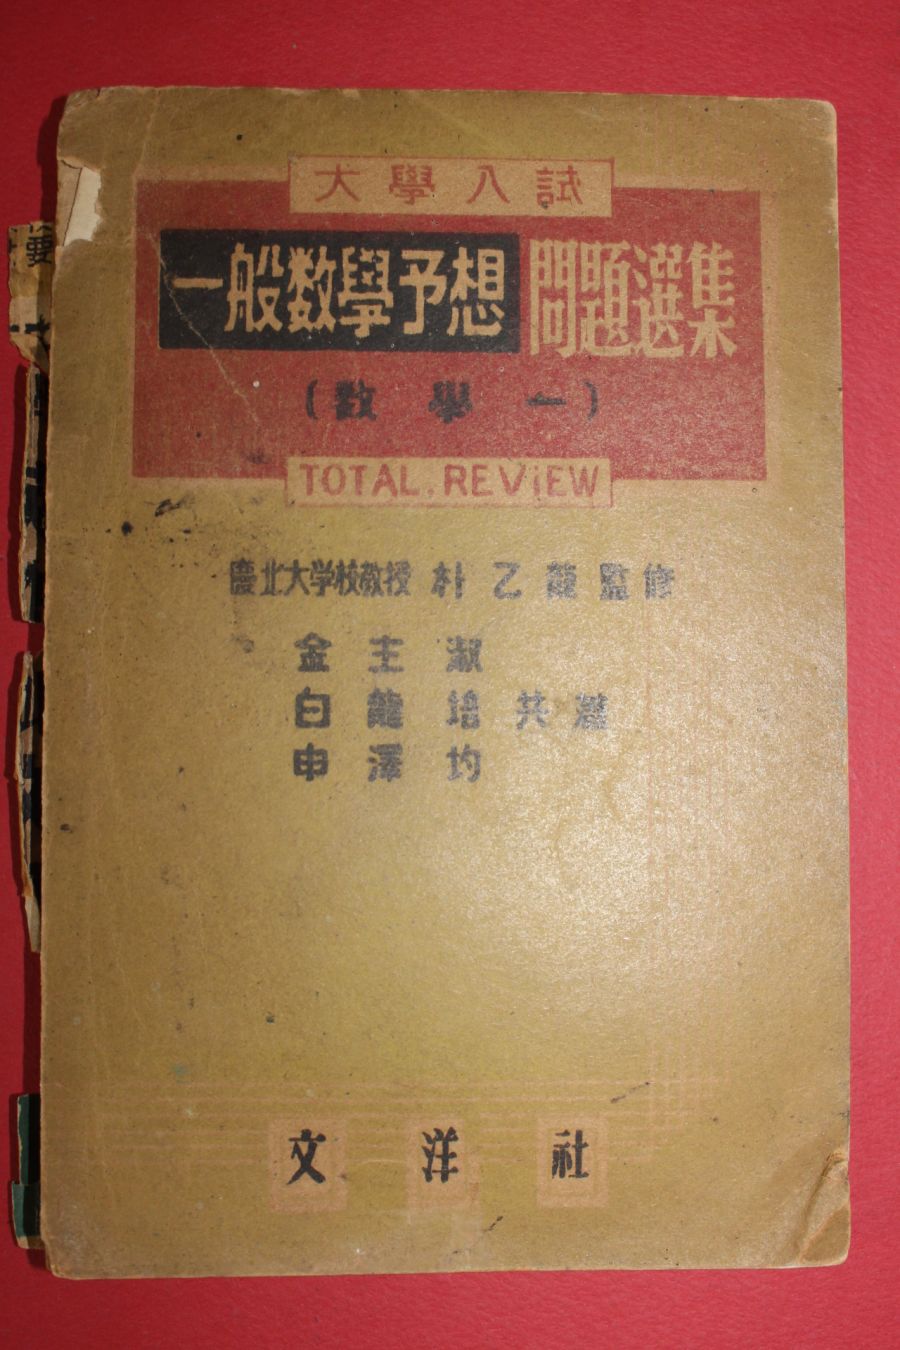 大學入試
一般数學予想問題選集
(数學一)
TOTAL. REViEW
慶北大学校教授 朴乙龍 監修
金主淑
白龍培 共選
申澤均
文洋社